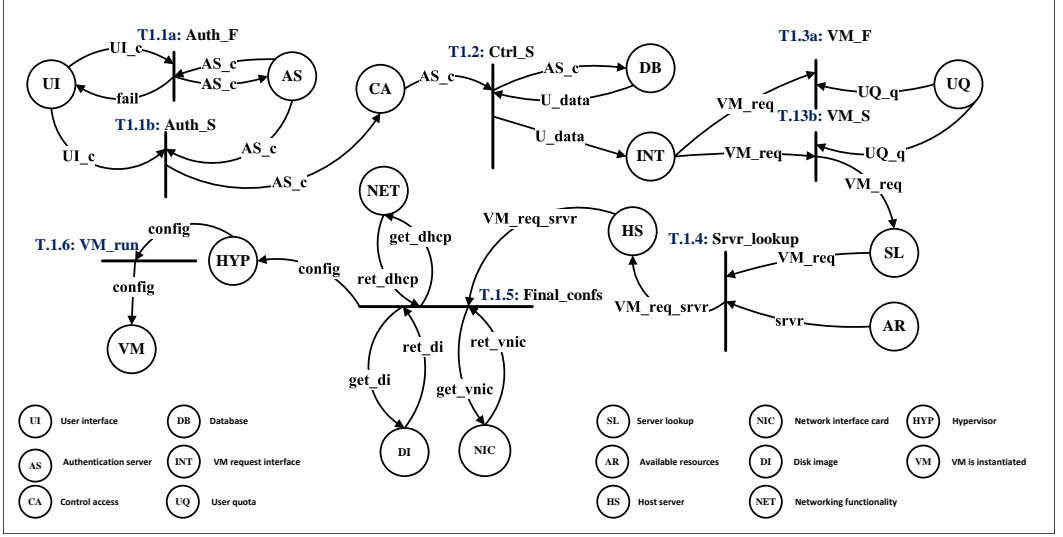 T1.1a: Auth_F
UI_c
AS_c
UI
AS
AS_c
fail
T1.1b: Auth_S
UI_c
AS_c
AS_c
CA
AS_c
T1.2: Ctrl_S
AS_c
DB
U_data
U_data
INT
T1.3a: VM_F
VM_req
UQ_q
UQ
T.13b: VM_S
VM_req
UQ_q
VM_req
NET
get_dhcp
ret_dhcp
VM_req_srvr
HS
T.1.4: Srvr_lookup
VM_req
SL
VM_req_srvr
srvr
AR
T.1.6: VM_run
config
HYP
config
config
VM
T.1.5: Final_confs
ret_di
get_di
DI
ret_vnic
get_vnic
NIC
UI User interface
DB Database
SL Server lookup
NIC Network interface card
HYP Hypervisor
AS Authentication server
INT VM request interface
AR Available resources
DI Disk image
VM VM is instantiated
CA Control access
UQ User quota
HS Host server
NET Networking functionality